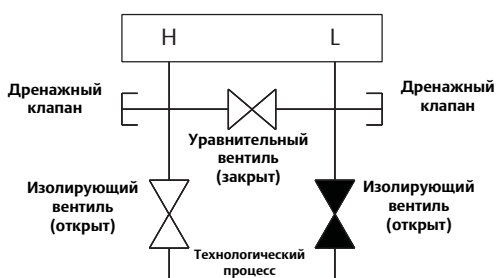 H
L
Дренажный
клапан
Дренажный
клапан
Уравнительный
вентиль
(закрыт)
Изолирующий
вентиль
(открыт)
Изолирующий
вентиль
(открыт)
Технологический
процесс